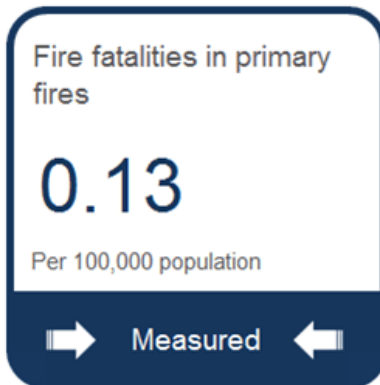 Fire fatalities in primary
fires
0.13
Per 100,000 population
Measured